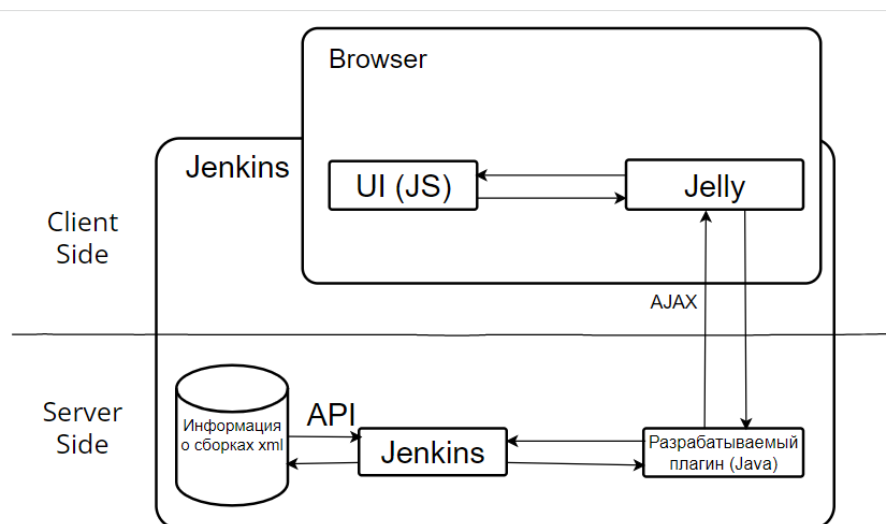 Browser
Jenkins
UI (JS)
Jelly
Client
Side
AJAX
Server
Side
Информация
о сборках xml
API
Jenkins
Разрабатываемый
плагин (Java)